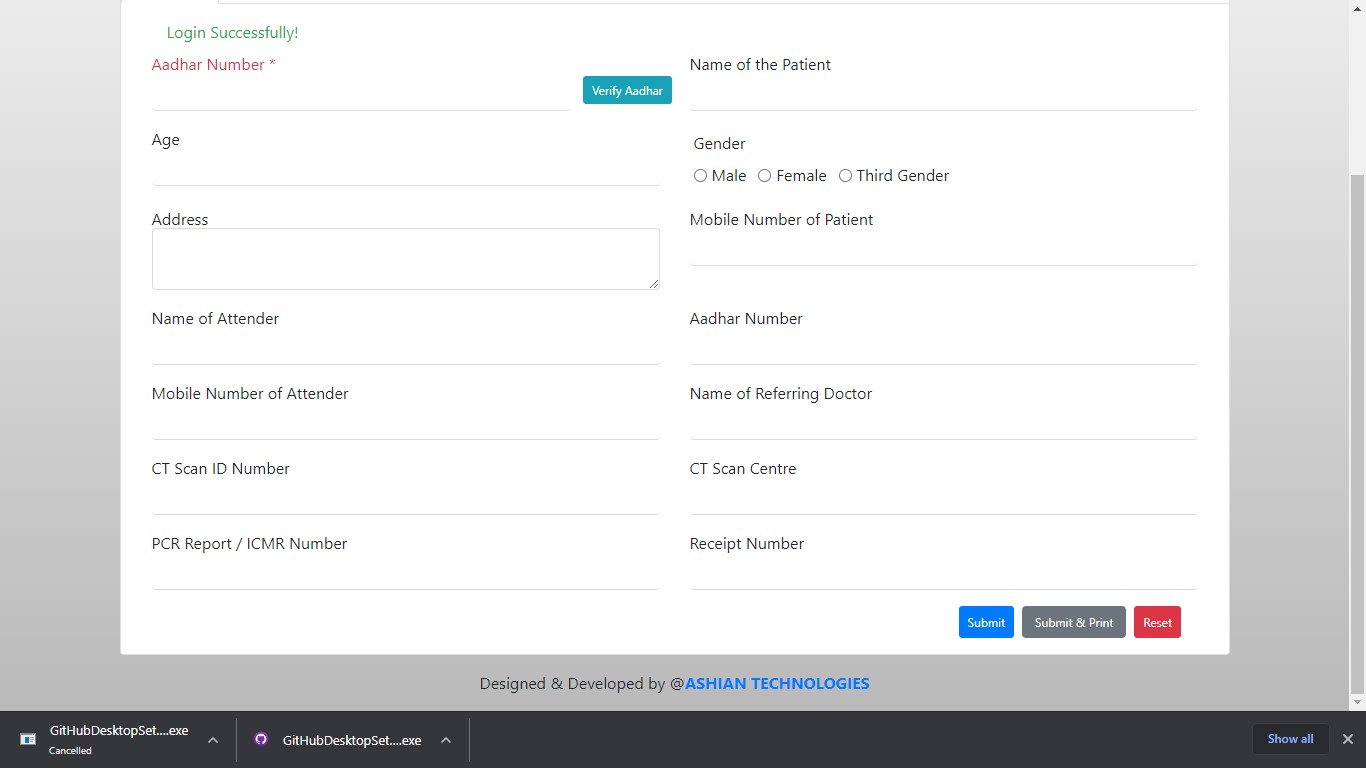 Login Successfully!
Aadhar Number *
Verify Aadhar
Name of the Patient
Age
Gender
Male Female Third Gender
Address
Mobile Number of Patient
Name of Attender
Aadhar Number
Mobile Number of Attender
Name of Referring Doctor
CT Scan ID Number
CT Scan Centre
PCR Report / ICMR Number
Receipt Number
Submit
Submit & Print
Reset
Designed & Developed by @ASHIAN TECHNOLOGIES
GitHubDesktopSet....exe
Cancelled
GitHubDesktopSet....exe
Show all